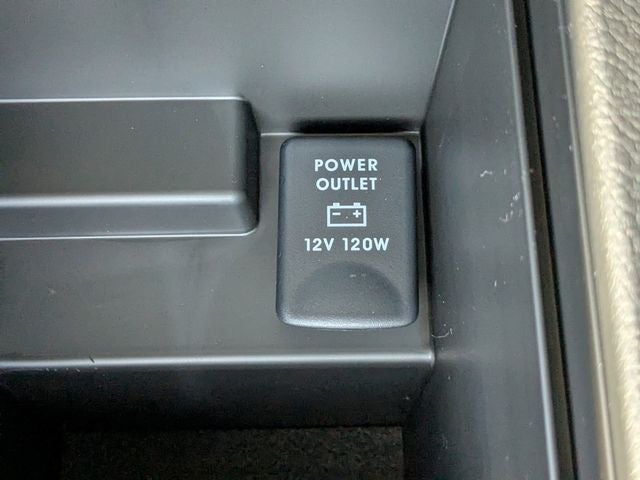 POWER
OUTLET
- +
12V 120W